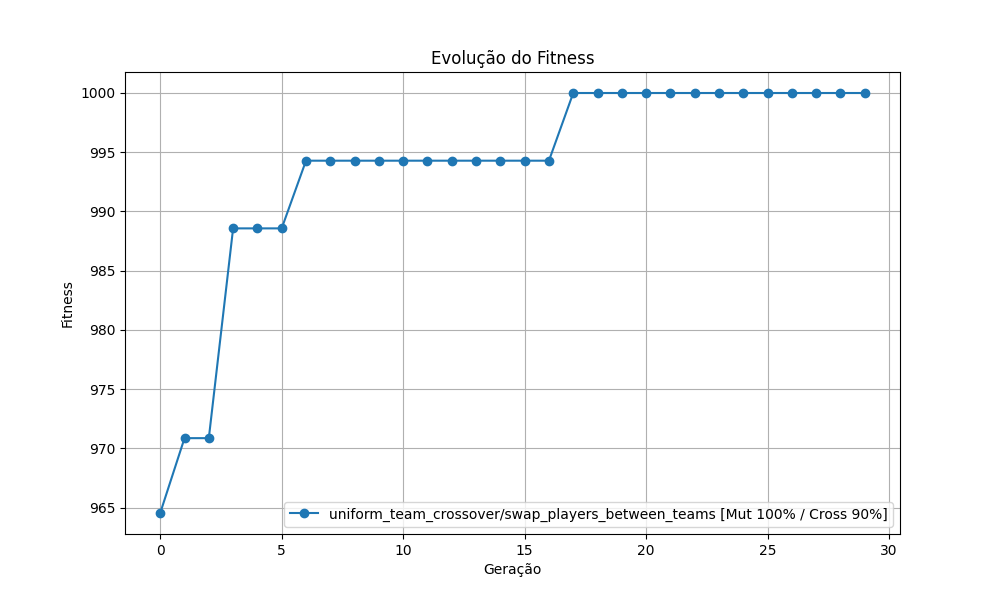 Evolução do Fitness
Fitness
1000
995
990
985
980
975
970
965
uniform_team_crossover/swap_players_between_teams [Mut 100% / Cross 90%]
0 5 10 15 20 25 30
Geração